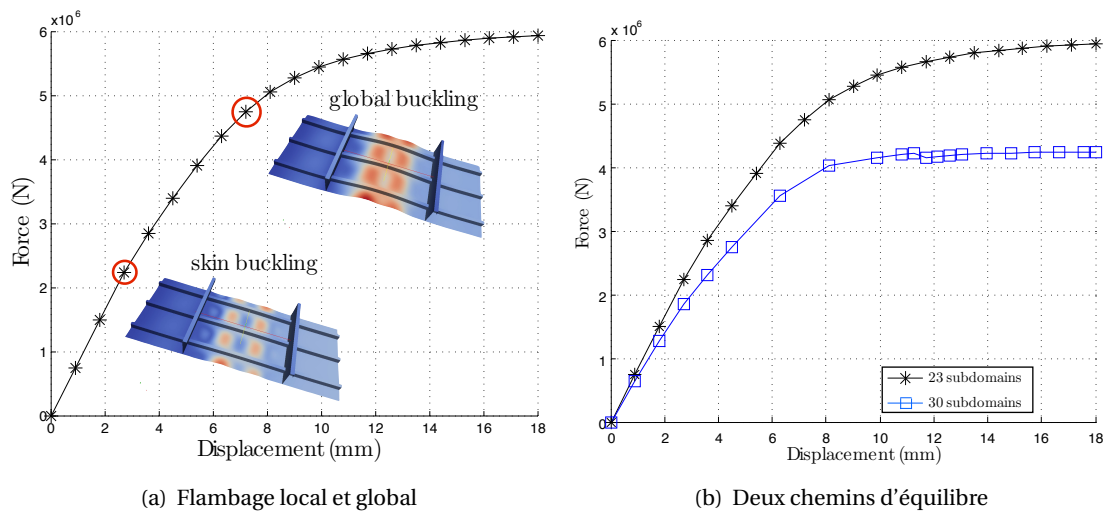 x10⁶
6
5
4
3
2
1
0
Force (N)
global buckling
skin buckling
0 2 4 6 8 10 12 14 16 18
Displacement (mm)
(a) Flambage local et global
x 10⁶
6
5
4
3
2
1
0
Force (N)
23 subdomains
30 subdomains
0 2 4 6 8 10 12 14 16 18
Displacement (mm)
(b) Deux chemins d'équilibre